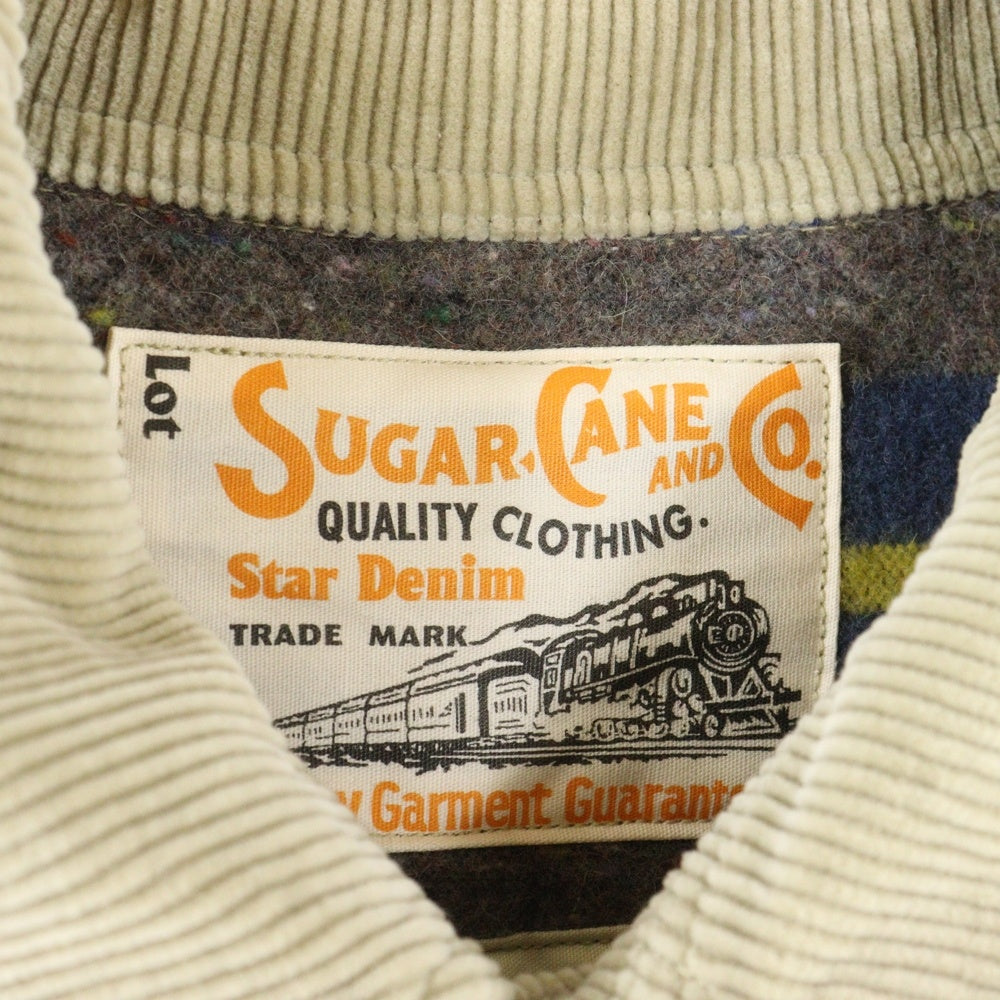 Lot
SUGAR CANE AND CO.
QUALITY CLOTHING.
Star Denim
TRADE MARK
Garment